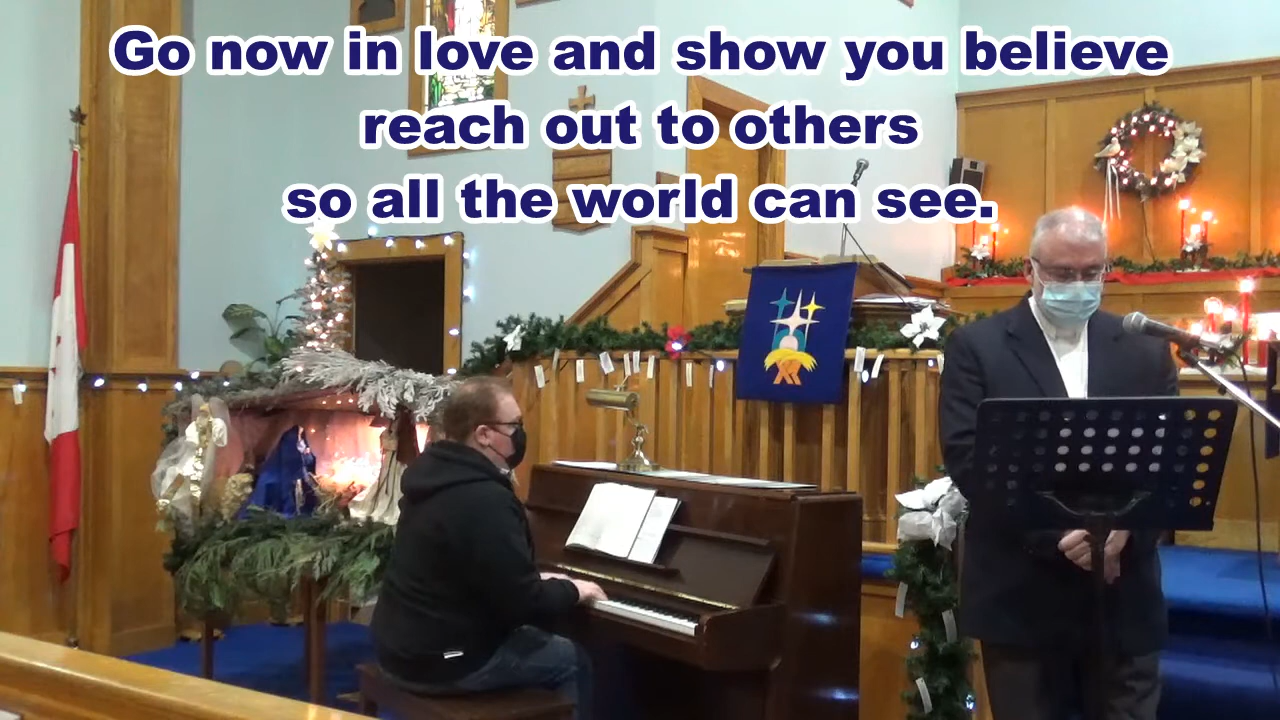 Go now in love and show you believe
reach out to others
so all the world can see.